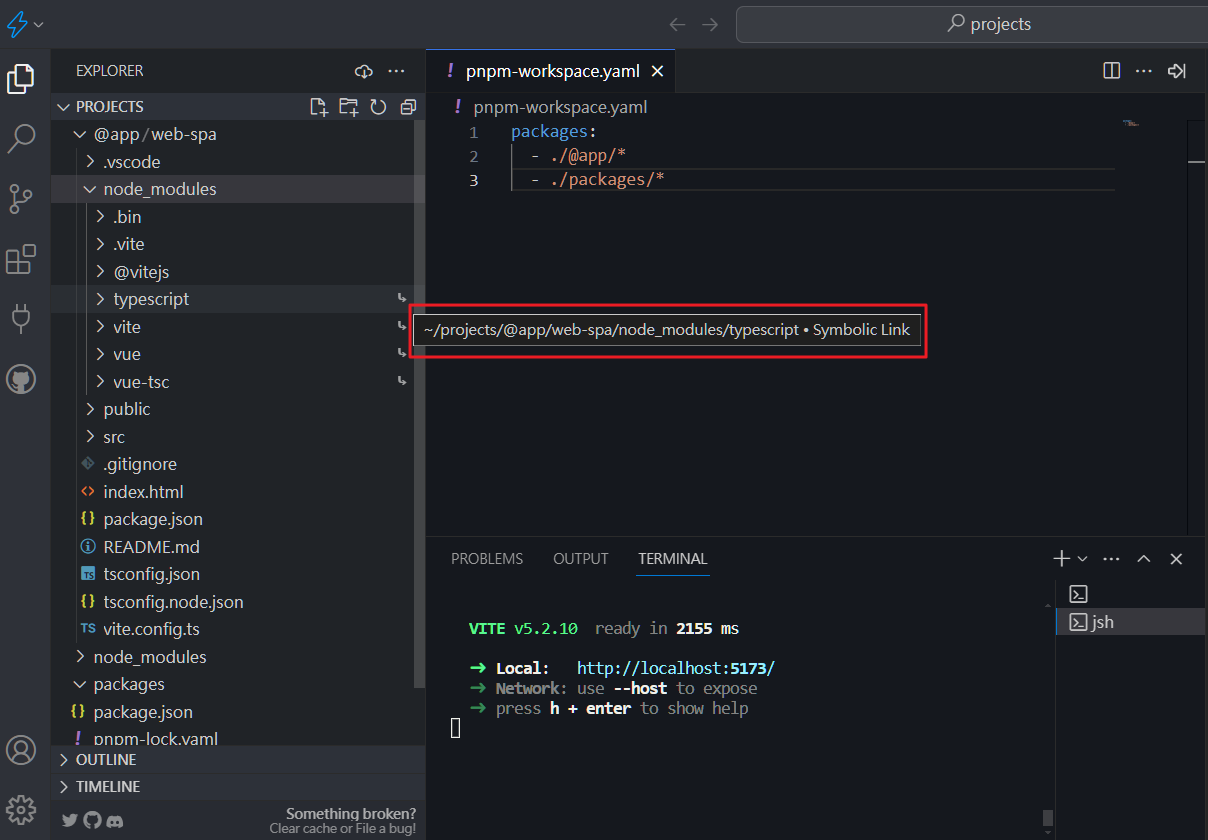 projects
EXPLORER
PROJECTS
@app/web-spa
.vscode
node_modules
.bin
.vite
@vitejs
typescript
vite
vue
vue-tsc
public
src
.gitignore
index.html
package.json
README.md
TS tsconfig.json
tsconfig.node.json
TS vite.config.ts
node_modules
packages
package.json
pnpm-lock.yaml
OUTLINE
TIMELINE
Something broken?
Clear cache or File a bug!
! pnpm-workspace.yaml
! pnpm-workspace.yaml
1 packages:
2 - ./@app/*
3 - ./packages/*
~/projects/@app/web-spa/node_modules/typescript • Symbolic Link
PROBLEMS OUTPUT TERMINAL
VITE v5.2.10 ready in 2155 ms
➜ Local: http://localhost:5173/
➜ Network: use --host to expose
➜ press h + enter to show help
jsh